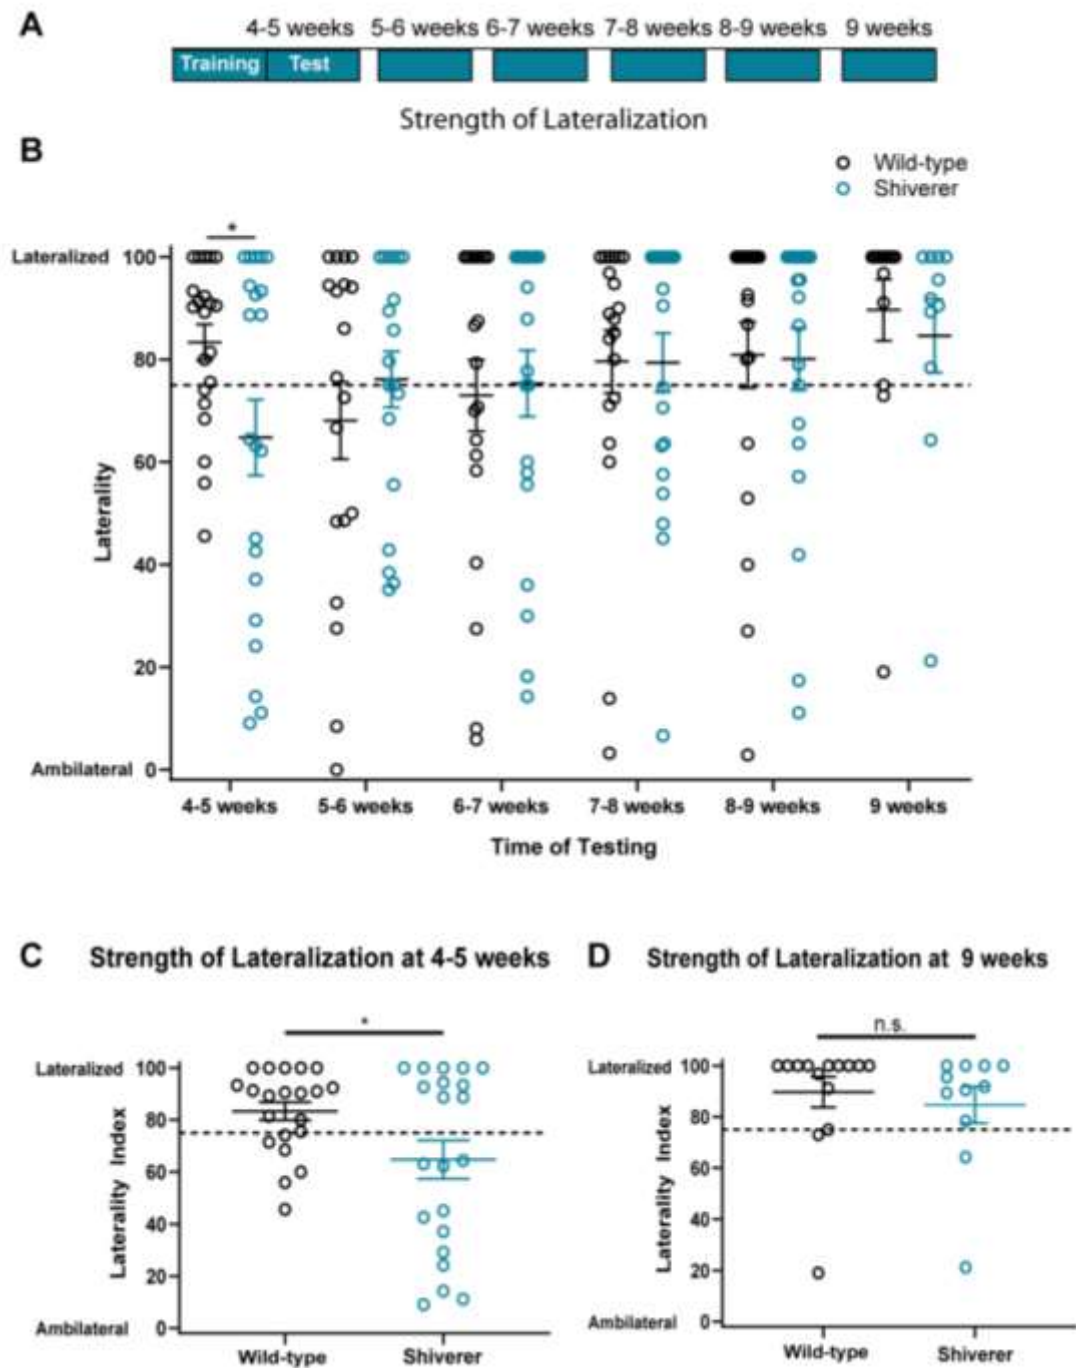 A
4-5 weeks 5-6 weeks 6-7 weeks 7-8 weeks 8-9 weeks 9 weeks
Training Test
Strength of Lateralization
B
Wild-type
Shiverer
*
Lateralized 100
80
60
Laterality
40
20
Ambilateral 0
4-5 weeks 5-6 weeks 6-7 weeks 7-8 weeks 8-9 weeks 9 weeks
Time of Testing
C Strength of Lateralization at 4-5 weeks
*
Lateralized 100
80
60
Laterality Index
40
20
Ambilateral 0
Wild-type Shiverer
D Strength of Lateralization at 9 weeks
n.s.
Lateralized 100
80
60
Laterality Index
40
20
Ambilateral 0
Wild-type Shiverer